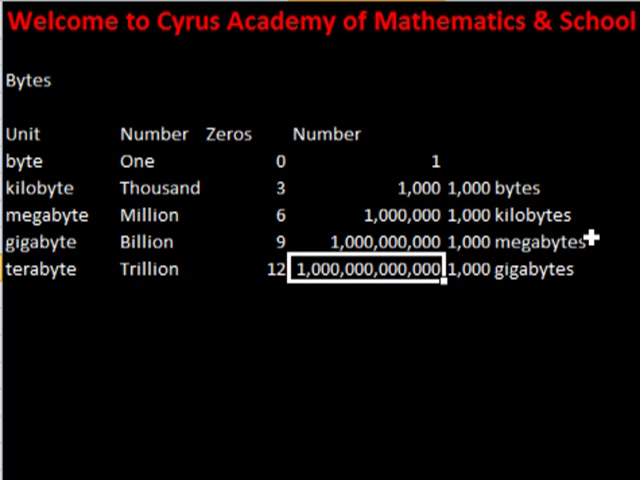 Welcome to Cyrus Academy of Mathematics & School
Bytes
Unit Number Zeros Number
byte One 0 1
kilobyte Thousand 3 1,000 1,000 bytes
megabyte Million 6 1,000,000 1,000 kilobytes
gigabyte Billion 9 1,000,000,000 1,000 megabytes
terabyte Trillion 12 1,000,000,000,000 1,000 gigabytes